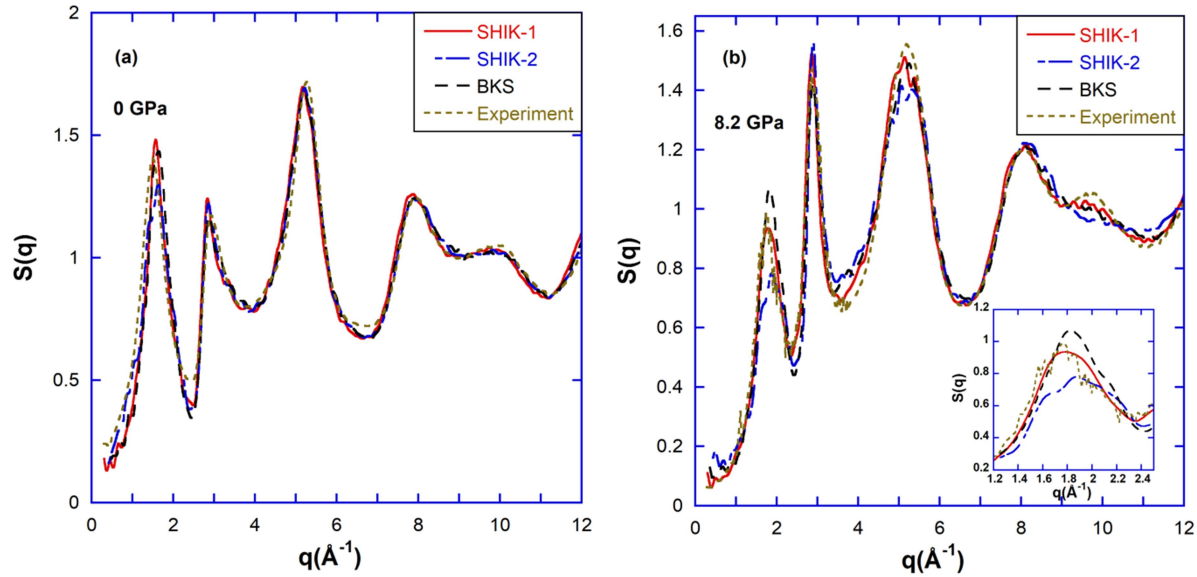 (a)
0 GPa
SHIK-1
SHIK-2
BKS
Experiment
S(q)
2
1.5
1
0.5
0
0 2 4 6 8 10 12
q(Å⁻¹)
(b)
8.2 GPa
SHIK-1
SHIK-2
BKS
Experiment
S(q)
1.6
1.4
1.2
1
0.8
0.6
0.4
0.2
0
0 2 4 6 8 10 12
q(Å⁻¹)
S(q)
1.2
1
0.8
0.6
0.4
0.2
1.2 1.4 1.6 1.8 2 2.2 2.4
q(Å⁻¹)